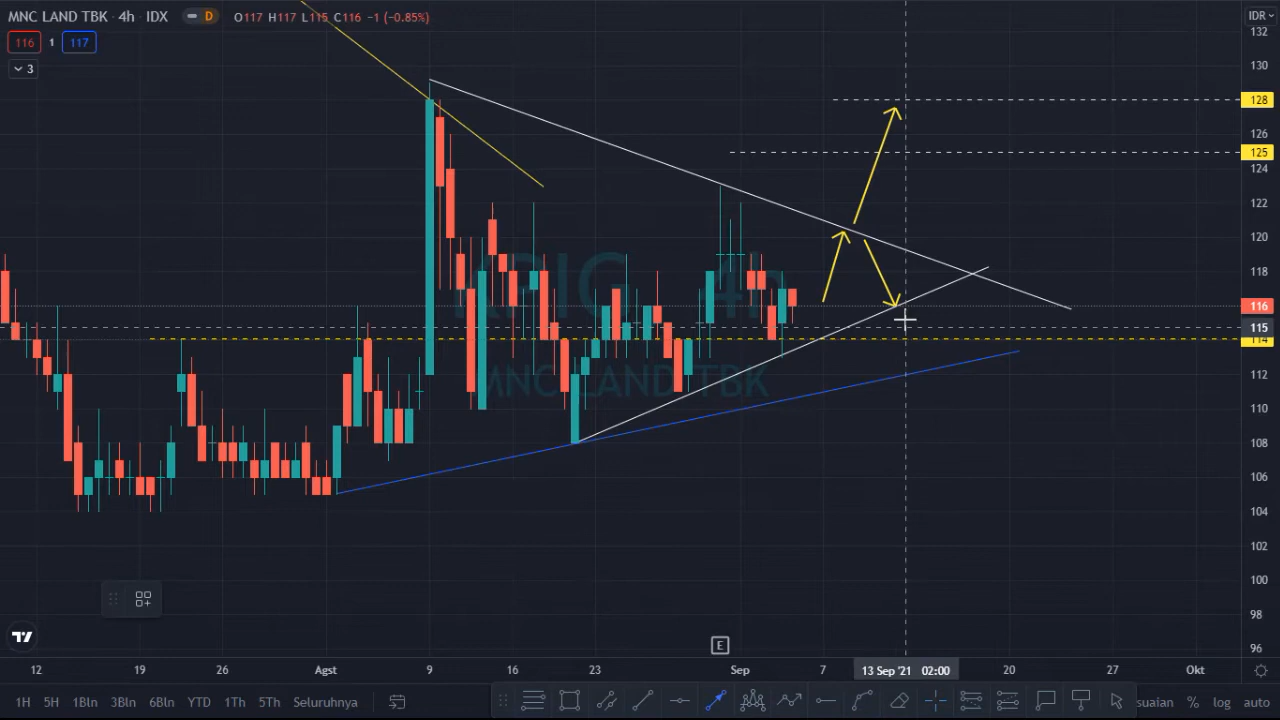 MNC LAND TBK · 4h · IDX D O117 H117 L115 C116 −1 (−0.85%)
116 1 117
3
IDR
132
130
128
126
125
124
122
120
118
116
115
114
112
110
108
106
104
102
100
98
96
KPIG 4h
MNC LAND TBK
E
12 19 26 Agst 9 16 23 Sep 7 13 Sep '21 02:00 20 27 Okt
1H 5H 1Bln 3Bln 6Bln YTD 1Th 5Th Seluruhnya suaian % log auto